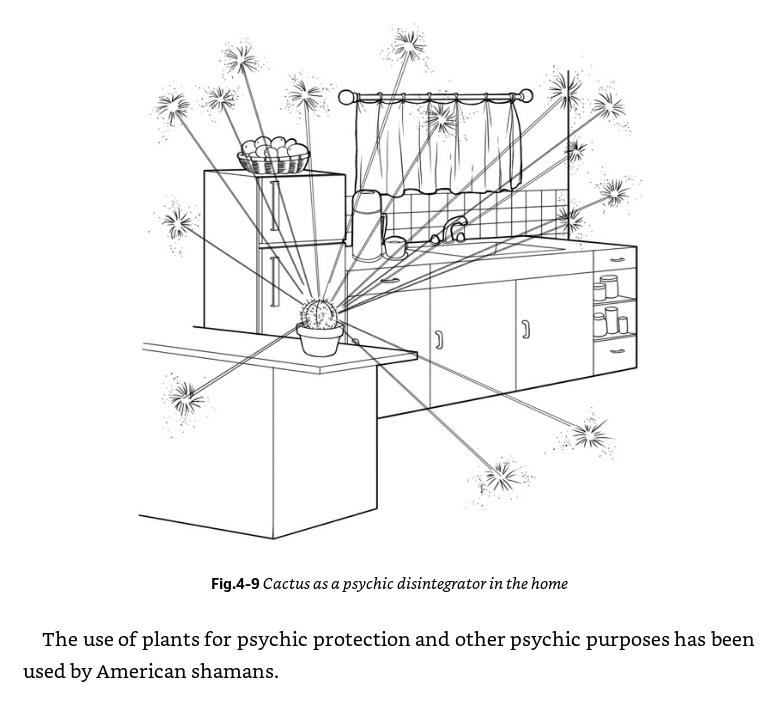 Fig.4-9 Cactus as a psychic disintegrator in the home
The use of plants for psychic protection and other psychic purposes has been
used by American shamans.